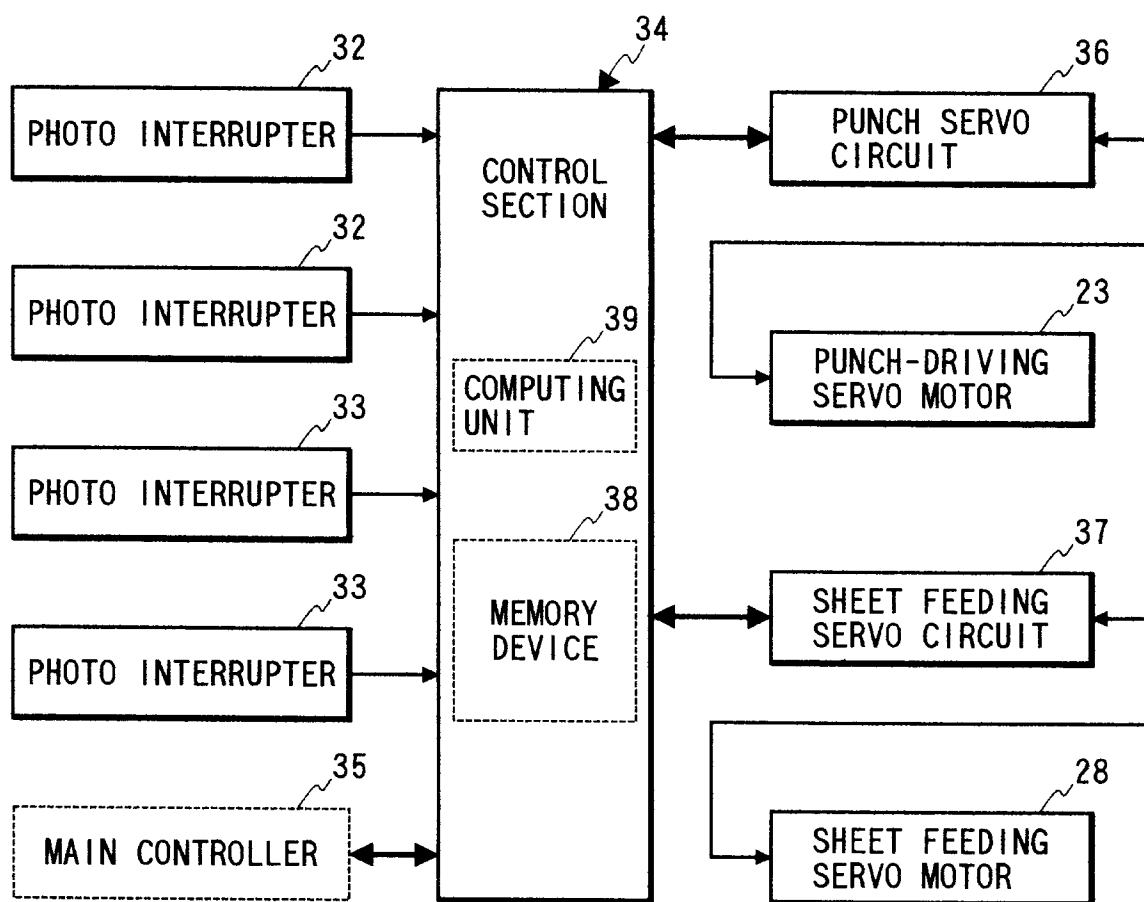 32
PHOTO INTERRUPTER
32
PHOTO INTERRUPTER
33
PHOTO INTERRUPTER
33
PHOTO INTERRUPTER
35
MAIN CONTROLLER
34
CONTROL
SECTION
39
COMPUTING
UNIT
38
MEMORY
DEVICE
36
PUNCH SERVO
CIRCUIT
23
PUNCH-DRIVING
SERVO MOTOR
37
SHEET FEEDING
SERVO CIRCUIT
28
SHEET FEEDING
SERVO MOTOR